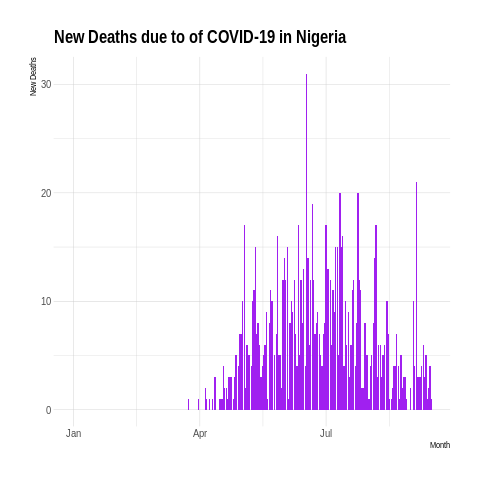 New Deaths due to of COVID-19 in Nigeria
New Deaths
30
20
10
0
Jan Apr Jul
Month